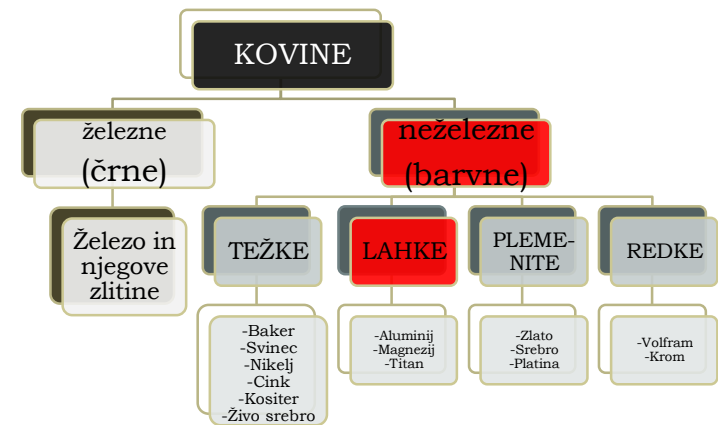 KOVINE
železne
(črne)
neželezne
(barvne)
Železo in
njegove
zlitine
TEŽKE
LAHKE
PLEME-
NITE
REDKE
-Baker
-Svinec
-Nikelj
-Cink
-Kositer
-Živo srebro
-Aluminij
-Magnezij
-Titan
-Zlato
-Srebro
-Platina
-Volfram
-Krom